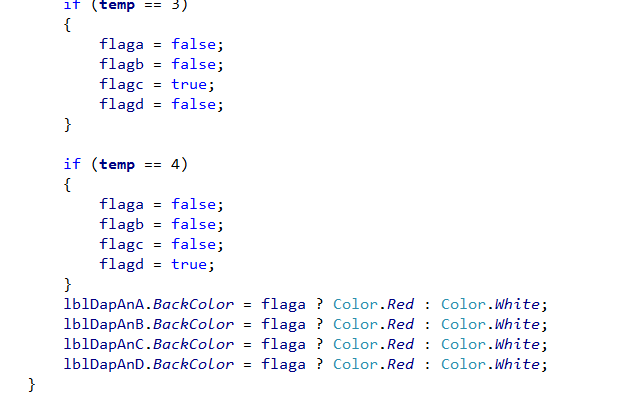 if (temp == 3)
{
flaga = false;
flagb = false;
flagc = true;
flagd = false;
}
if (temp == 4)
{
flaga = false;
flagb = false;
flagc = false;
flagd = true;
}
lblDapAnA.BackColor = flaga ? Color.Red : Color.White;
lblDapAnB.BackColor = flaga ? Color.Red : Color.White;
lblDapAnC.BackColor = flaga ? Color.Red : Color.White;
lblDapAnD.BackColor = flaga ? Color.Red : Color.White;
}